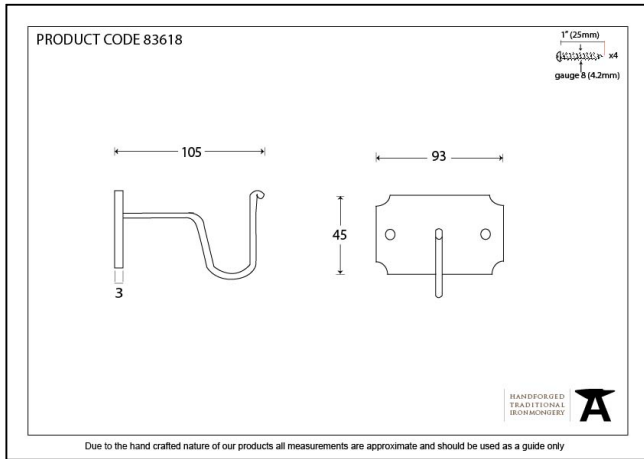 PRODUCT CODE 83618
1" (25mm)
x4
gauge 8 (4.2mm)
105
93
45
3
HANDFORGED
TRADITIONAL
IRONMONGERY
Due to the hand crafted nature of our products all measurements are approximate and should be used as a guide only